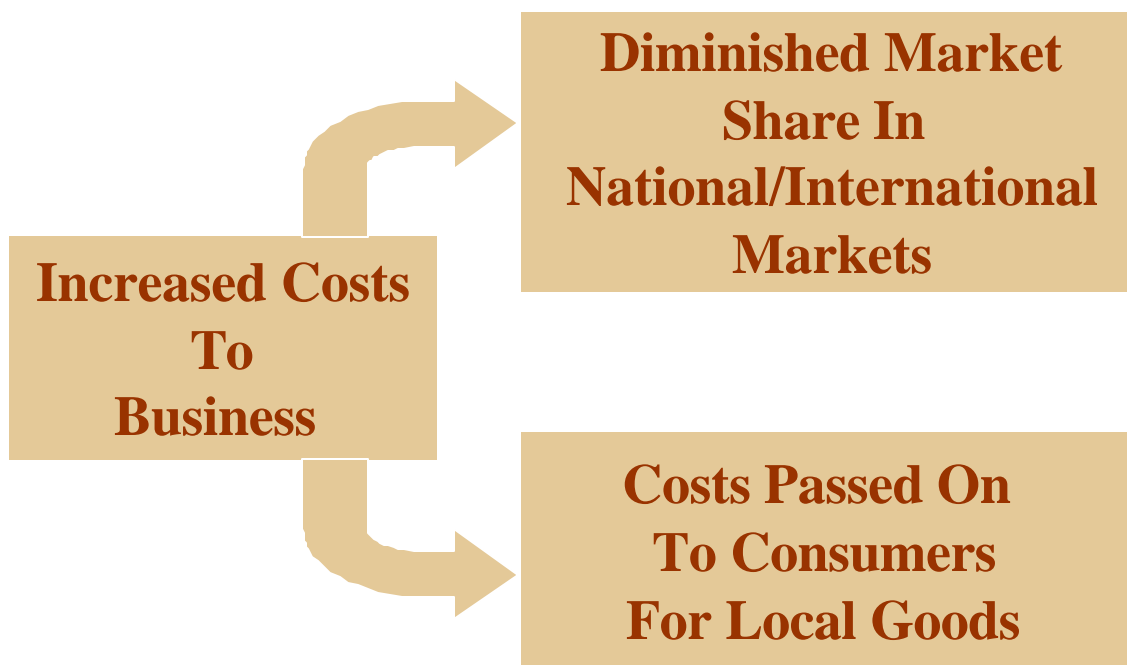 Diminished Market
Share In
National/International
Markets
Increased Costs
To
Business
Costs Passed On
To Consumers
For Local Goods